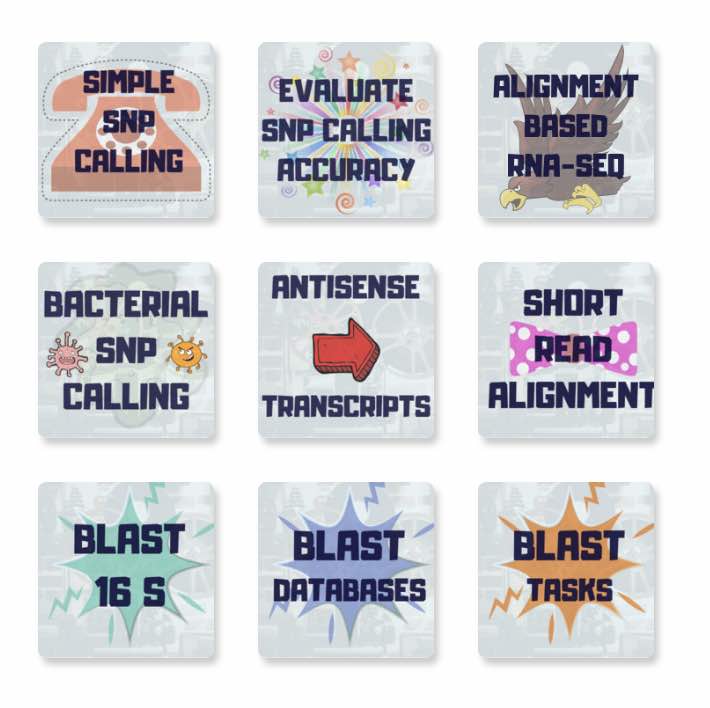 SIMPLE
SNP
CALLING
EVALUATE
SNP CALLING
ACCURACY
ALIGNMENT
BASED
RNA-SEQ
BACTERIAL
SNP
CALLING
ANTISENSE
TRANSCRIPTS
SHORT
READ
ALIGNMENT
BLAST
16 S
BLAST
DATABASES
BLAST
TASKS